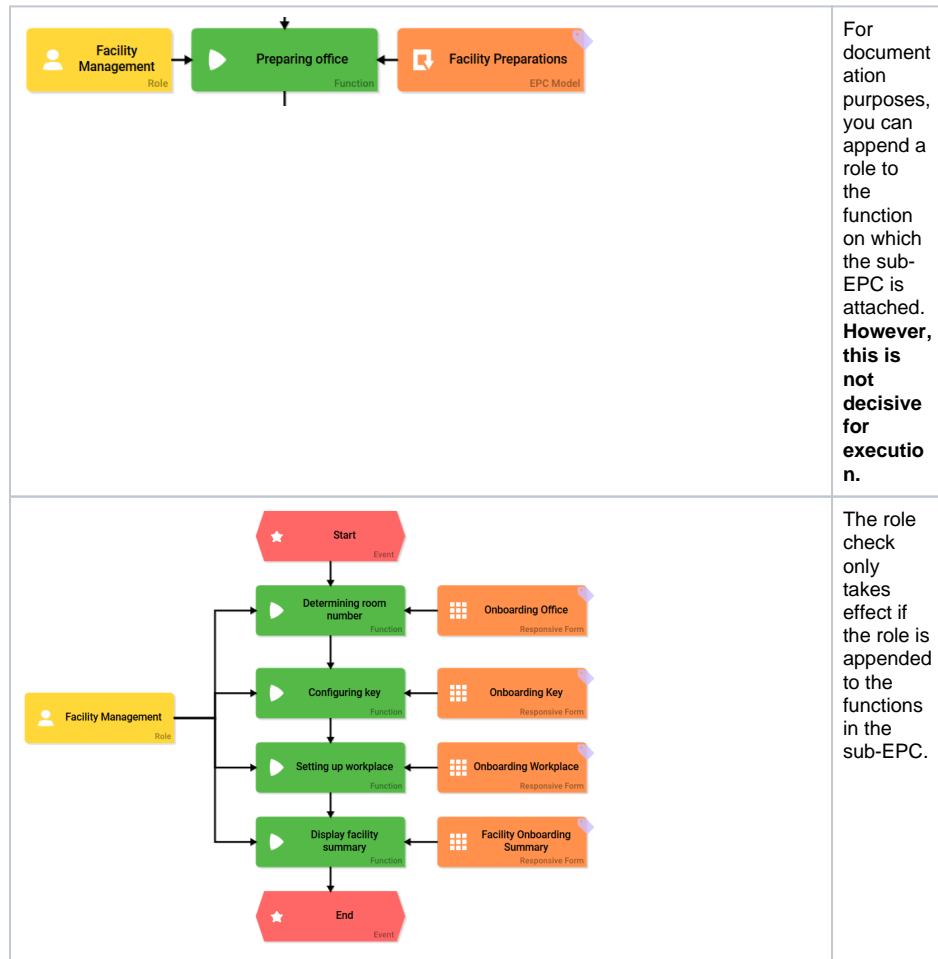 Facility
Management
Role
Preparing office
Function
Facility Preparations
EPC Model
For
document
ation
purposes,
you can
append a
role to
the
function
on which
the sub-
EPC is
attached.
However,
this is
not
decisive
for
executio
n.
Start
Event
Determining room
number
Function
Onboarding Office
Responsive Form
Configuring key
Function
Onboarding Key
Responsive Form
Facility Management
Role
Setting up workplace
Function
Onboarding Workplace
Responsive Form
Display facility
summary
Function
Facility Onboarding
Summary
Responsive Form
End
Event
The role
check
only
takes
effect if
the role is
appended
to the
functions
in the
sub-EPC.